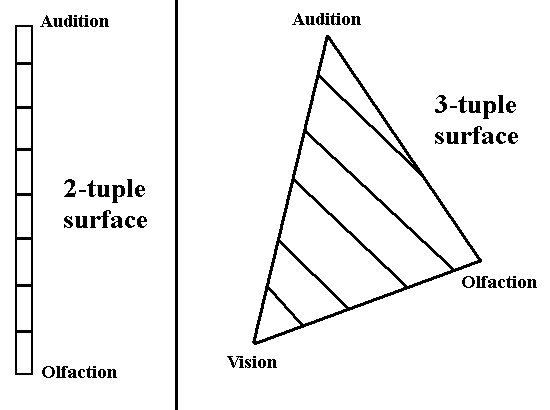 Audition
2-tuple
surface
Olfaction
Audition
3-tuple
surface
Olfaction
Vision